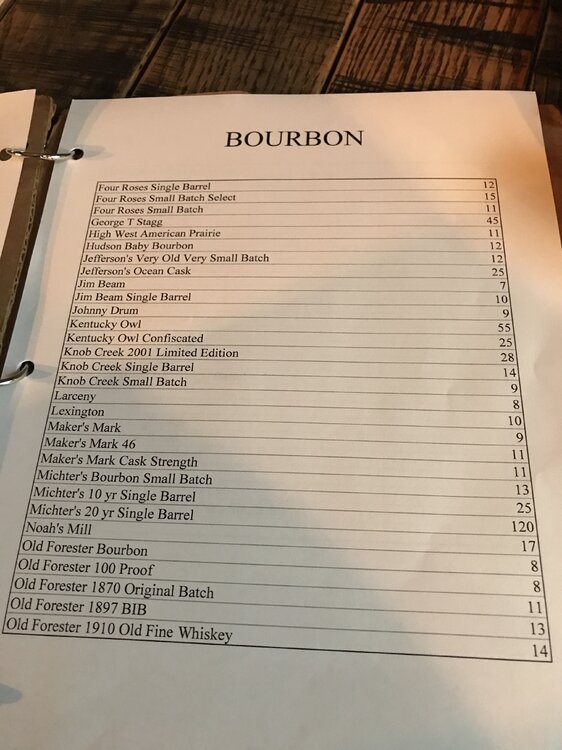 BOURBON
Four Roses Single Barrel 12
Four Roses Small Batch Select 15
Four Roses Small Batch 11
George T Stagg 45
High West American Prairie 11
Hudson Baby Bourbon 12
Jefferson's Very Old Very Small Batch 12
Jefferson's Ocean Cask 25
Jim Beam 7
Jim Beam Single Barrel 10
Johnny Drum 9
Kentucky Owl 55
Kentucky Owl Confiscated 25
Knob Creek 2001 Limited Edition 28
Knob Creek Single Barrel 14
Knob Creek Small Batch 9
Larceny 8
Lexington 10
Maker's Mark 9
Maker's Mark 46 11
Maker's Mark Cask Strength 11
Michter's Bourbon Small Batch 13
Michter's 10 yr Single Barrel 25
Michter's 20 yr Single Barrel 120
Noah's Mill 17
Old Forester Bourbon 8
Old Forester 100 Proof 8
Old Forester 1870 Original Batch 11
Old Forester 1897 BIB 13
Old Forester 1910 Old Fine Whiskey 14